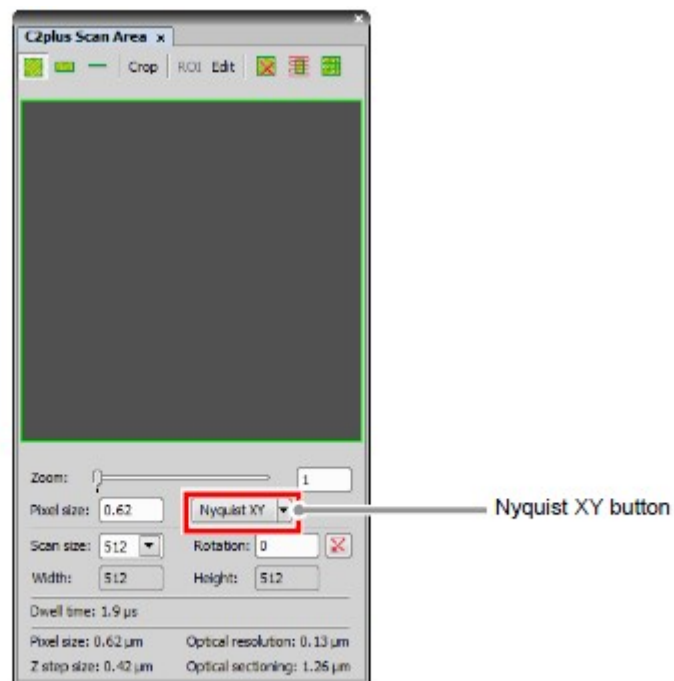 C2plus Scan Area x
Crop ROI Edit
Zoom: 1
Pixel size: 0.62 Nyquist XY
Nyquist XY button
Scan size: 512 Rotation: 0
Width: 512 Height: 512
Dwell time: 1.9 µs
Pixel size: 0.62 µm Optical resolution: 0.13 µm
Z step size: 0.42 µm Optical sectioning: 1.26 µm